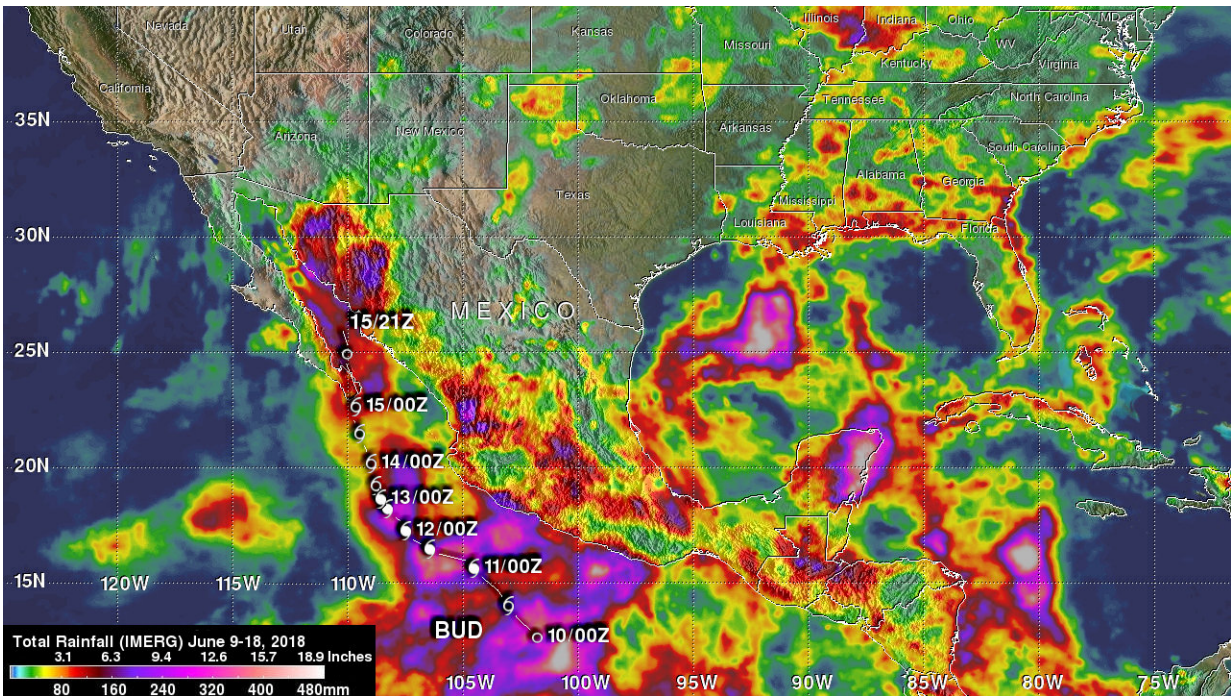 Nevada
Utah
Colorado
Kansas
Missouri
Illinois
Indiana
Ohio
MD
WV
Virginia
Kentucky
California
Arizona
New Mexico
Oklahoma
Arkansas
Tennessee
North Carolina
South Carolina
Texas
Louisiana
Mississippi
Alabama
Georgia
Florida
35N
30N
25N
20N
15N
MEXICO
15/21Z
15/00Z
14/00Z
13/00Z
12/00Z
11/00Z
10/00Z
BUD
120W
115W
110W
105W
100W
95W
90W
85W
80W
75W
Total Rainfall (IMERG) June 9-18, 2018
3.1 6.3 9.4 12.6 15.7 18.9 Inches
80 160 240 320 400 480mm